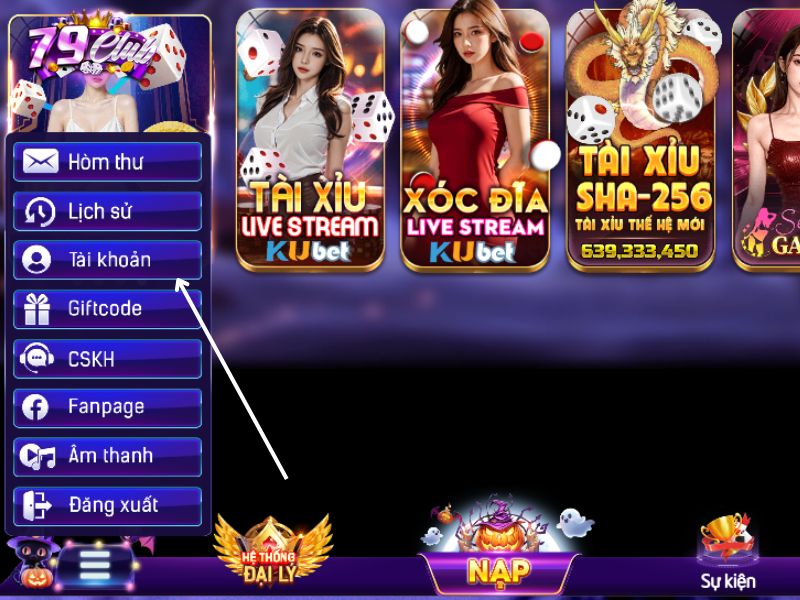 79 Club
Hòm thư
Lịch sử
Tài khoản
Giftcode
CSKH
Fanpage
Âm thanh
Đăng xuất
TÀI XỈU
LIVE STREAM
KUbet
XÓC ĐĨA
LIVE STREAM
KUbet
TÀI XỈU
SHA-256
TÀI XỈU THẾ HỆ MỚI
639,333,450
GA
HỆ THỐNG
ĐẠI LÝ
NẠP
Sự kiện